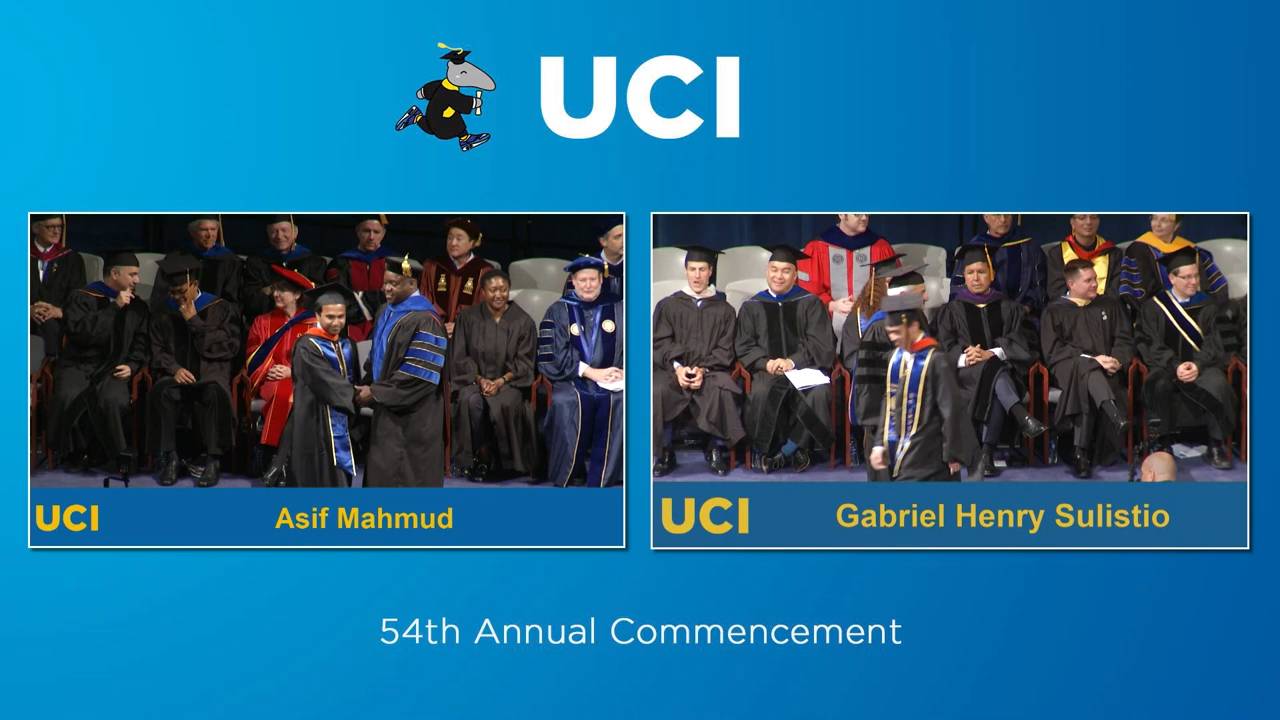 UCI
UCI
Asif Mahmud
UCI
Gabriel Henry Sulistio
54th Annual Commencement